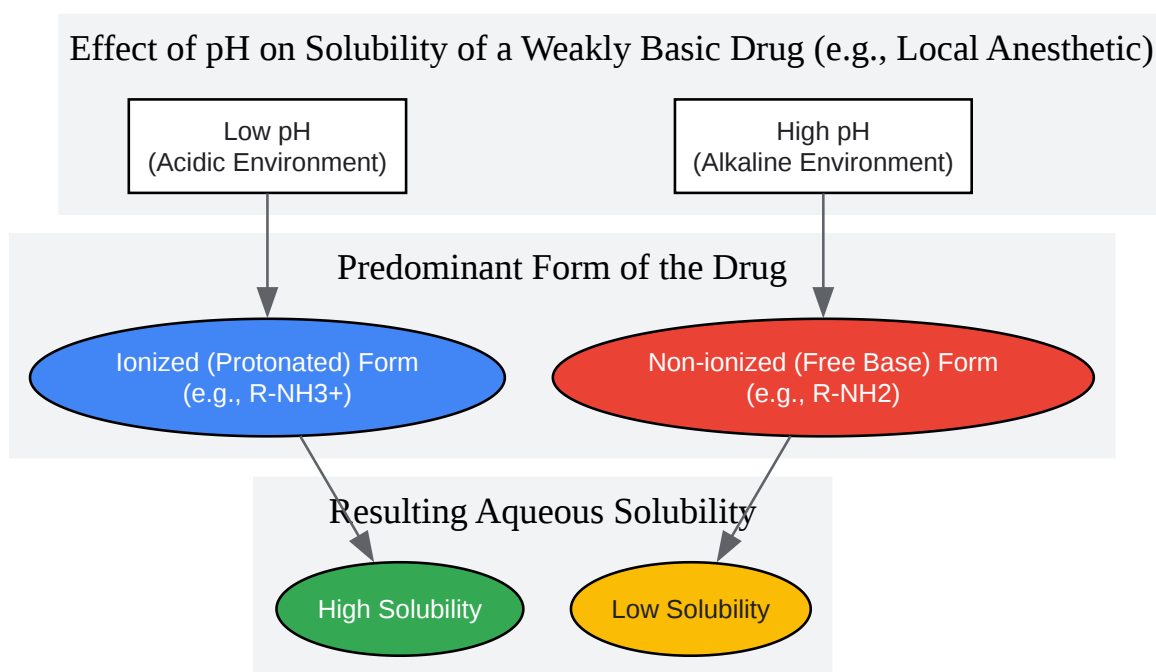 Effect of pH on Solubility of a Weakly Basic Drug (e.g., Local Anesthetic)
Low pH
(Acidic Environment)
High pH
(Alkaline Environment)
Predominant Form of the Drug
Ionized (Protonated) Form
(e.g., R-NH3+)
Non-ionized (Free Base) Form
(e.g., R-NH2)
Resulting Aqueous Solubility
High Solubility
Low Solubility